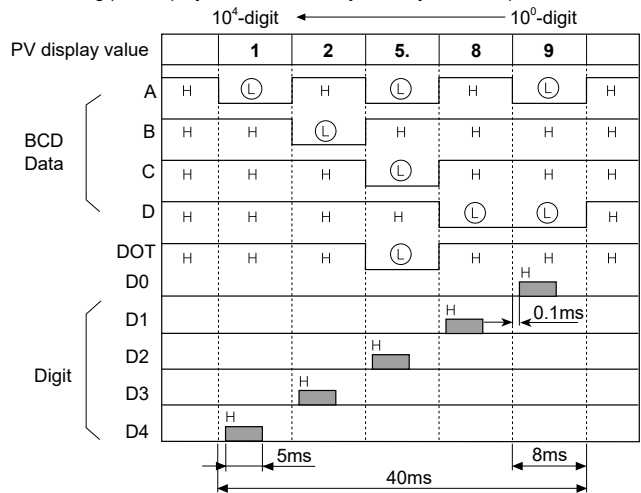 10⁴-digit 10⁰-digit
PV display value 1 2 5. 8 9
A H L H L H L H
BCD Data
B H H L H H H H
C H H H L H H H
D H H H H L L H
DOT H H H L H H H
D0 H
D1 H 0.1ms
D2 H
Digit
D3 H
D4 H
5ms 8ms
40ms